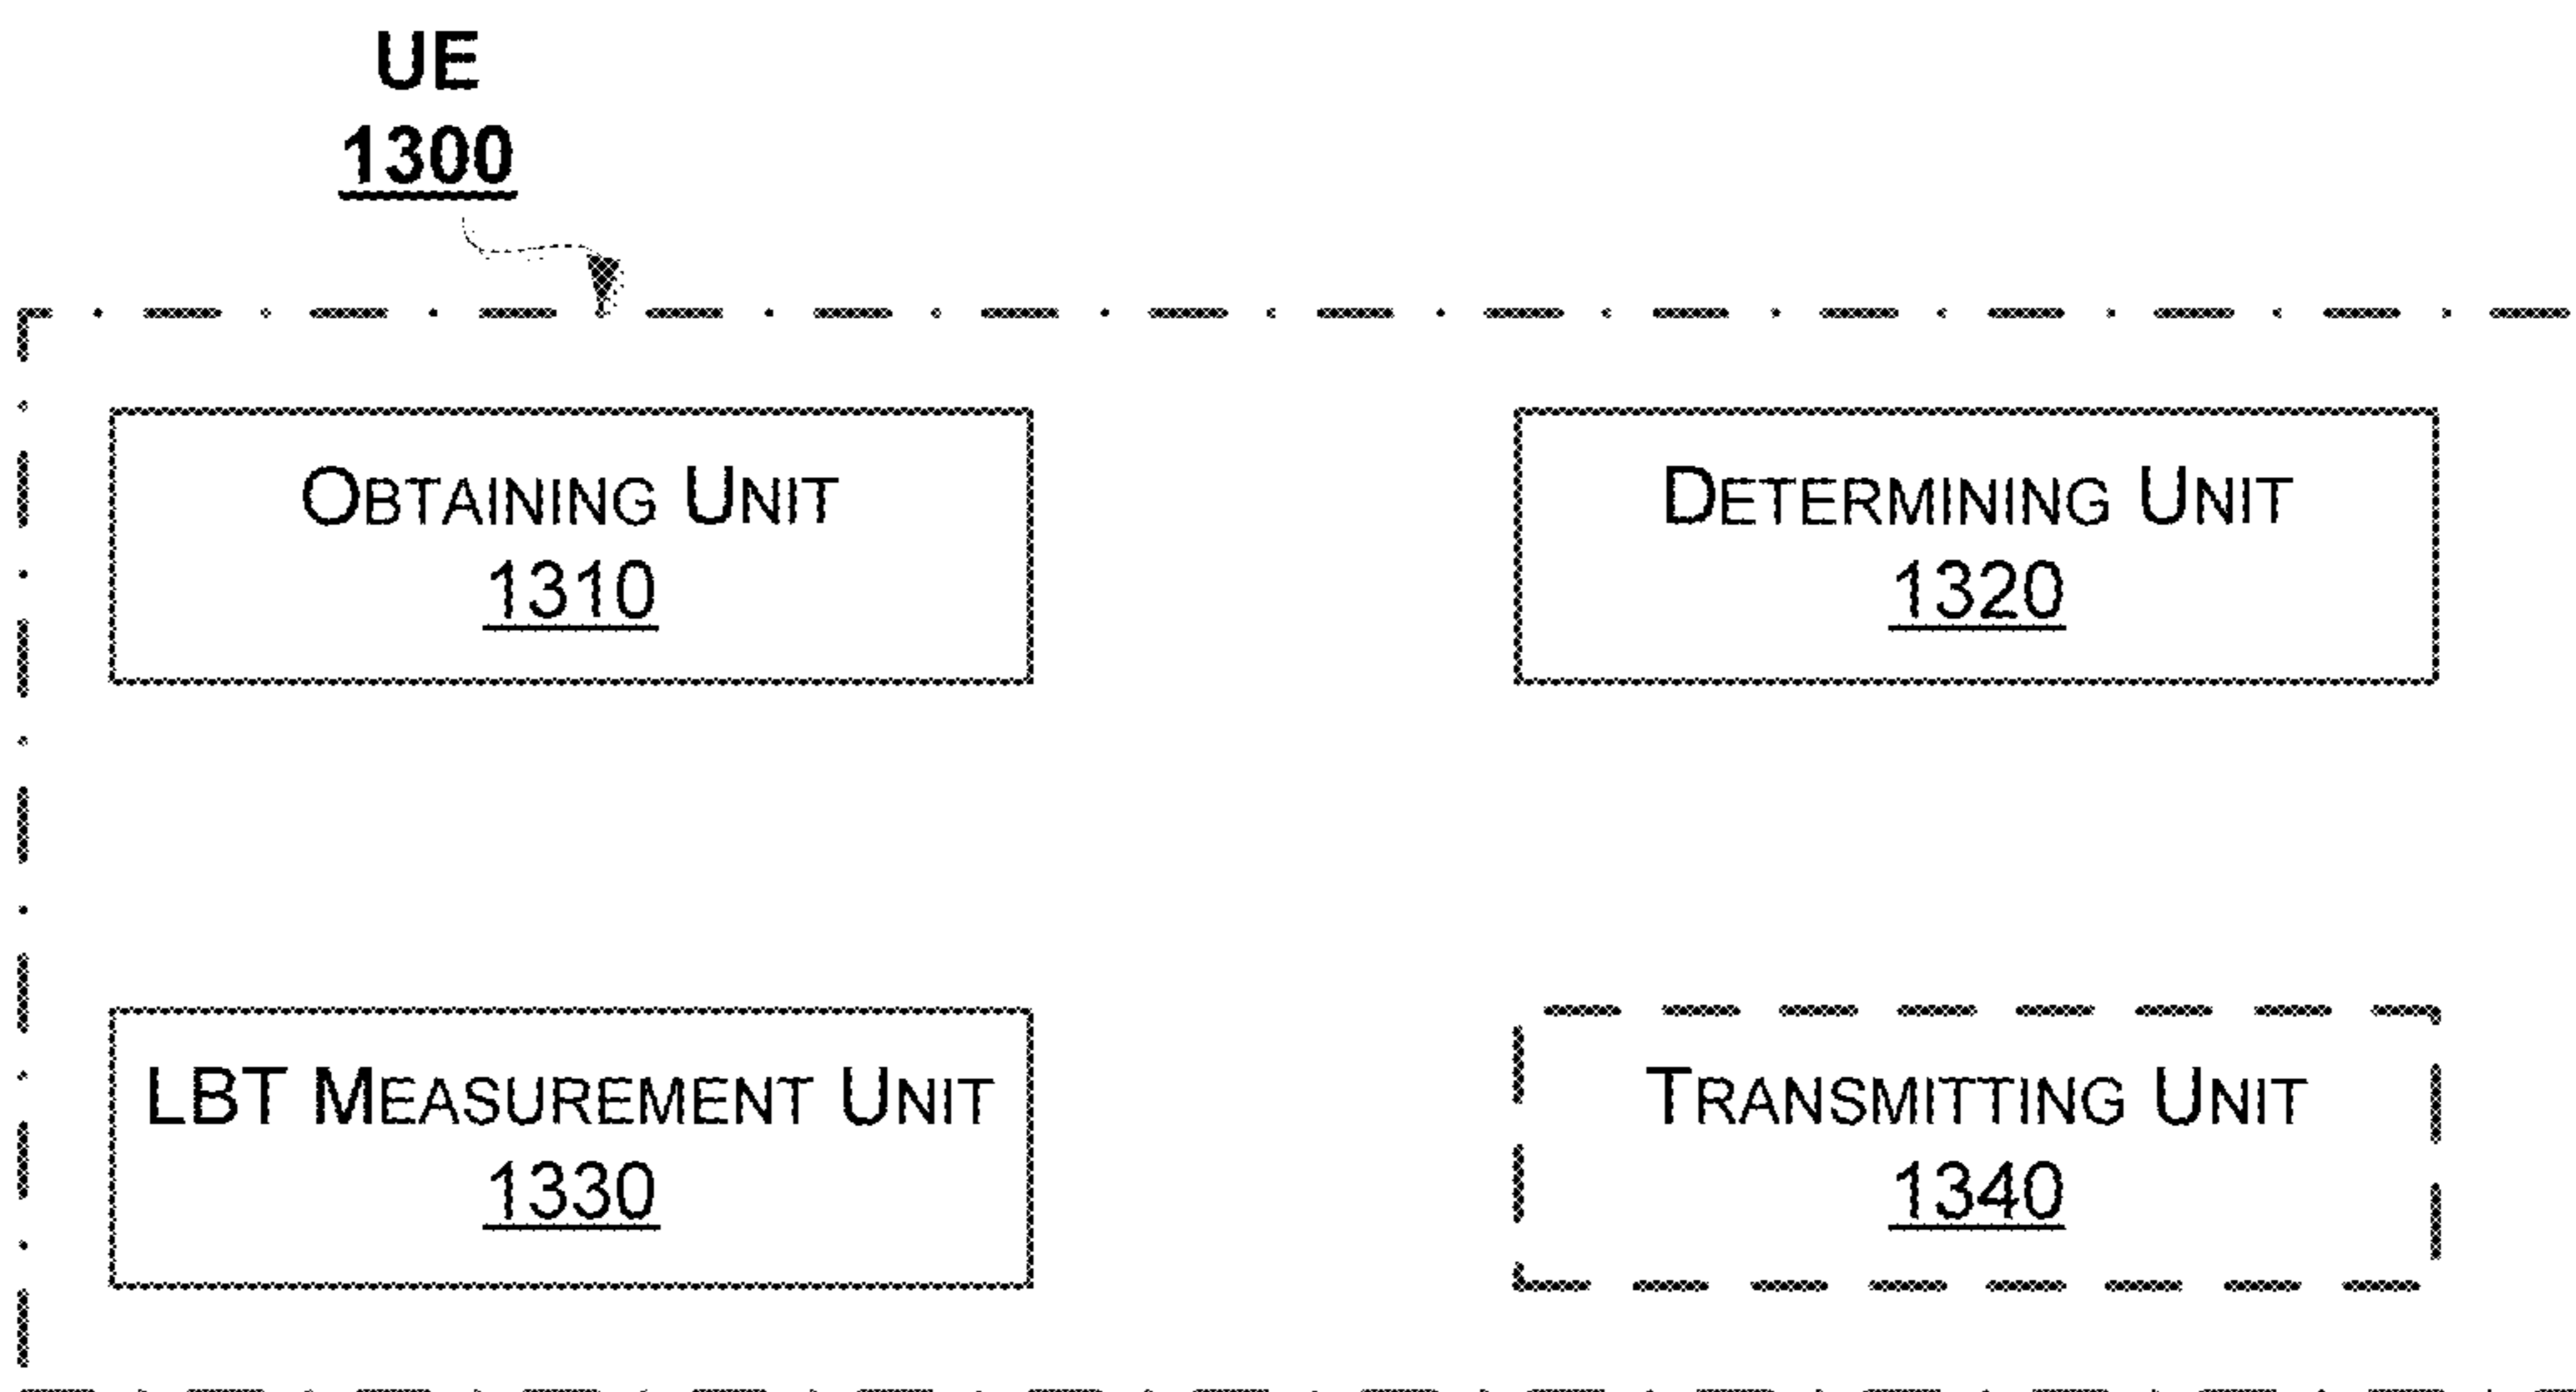 UE
1300
OBTAINING UNIT
1310
DETERMINING UNIT
1320
LBT MEASUREMENT UNIT
1330
TRANSMITTING UNIT
1340